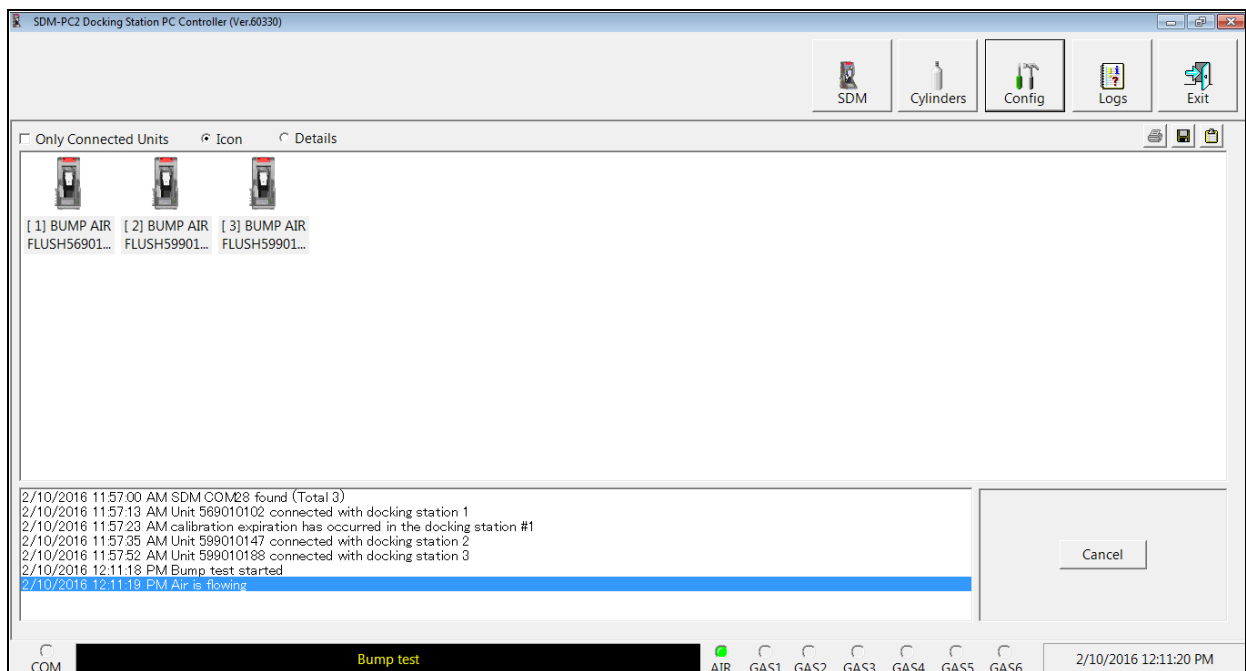 SDM-PC2 Docking Station PC Controller (Ver.60330)
SDM Cylinders Config Logs Exit
Only Connected Units Icon Details
[ 1] BUMP AIR [ 2] BUMP AIR [ 3] BUMP AIR
FLUSH56901... FLUSH59901... FLUSH59901...
2/10/2016 11:57:00 AM SDM COM28 found (Total 3)
2/10/2016 11:57:13 AM Unit 569010102 connected with docking station 1
2/10/2016 11:57:23 AM calibration expiration has occurred in the docking station #1
2/10/2016 11:57:35 AM Unit 599010147 connected with docking station 2
2/10/2016 11:57:52 AM Unit 599010188 connected with docking station 3
2/10/2016 12:11:18 PM Bump test started
2/10/2016 12:11:19 PM Air is flowing
Cancel
COM Bump test AIR GAS1 GAS2 GAS3 GAS4 GAS5 GAS6 2/10/2016 12:11:20 PM